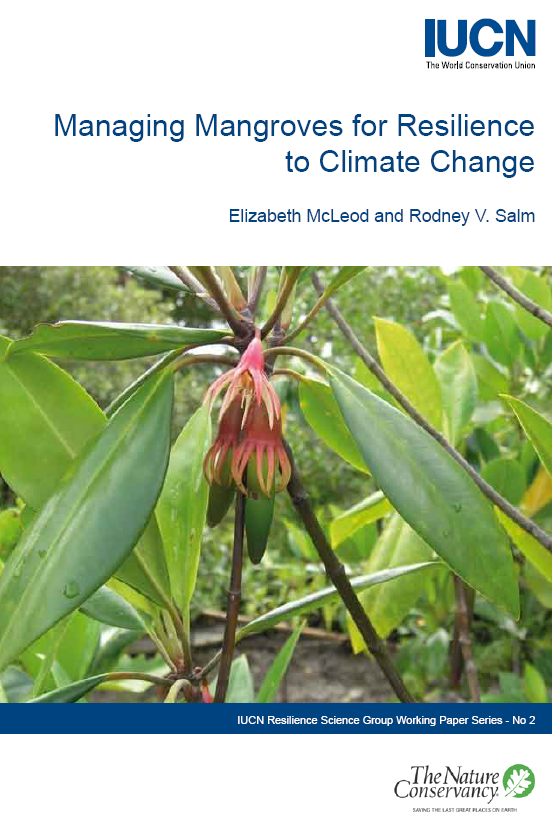 IUCN
The World Conservation Union
Managing Mangroves for Resilience
to Climate Change
Elizabeth McLeod and Rodney V. Salm
IUCN Resilience Science Group Working Paper Series - No 2
The Nature
Conservancy
SAVING THE LAST GREAT PLACES ON EARTH